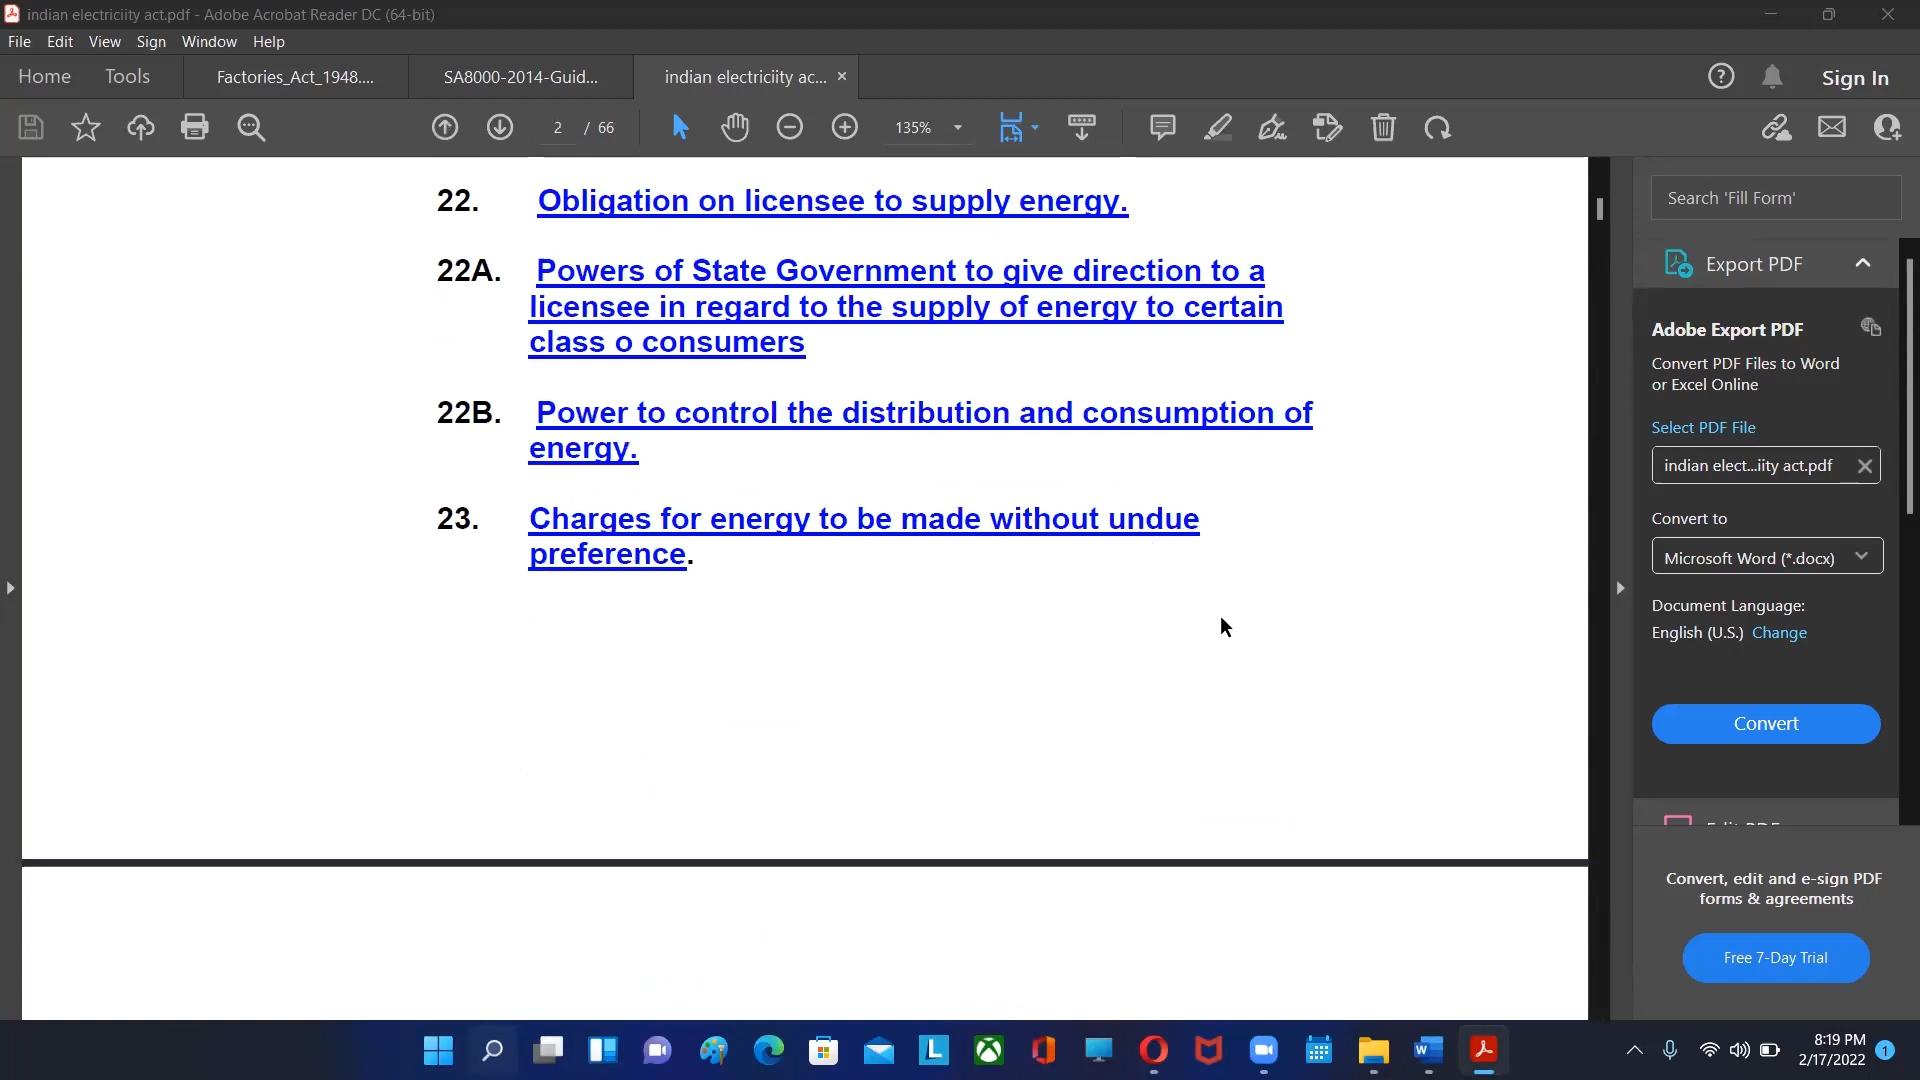 indian electriciity act.pdf - Adobe Acrobat Reader DC (64-bit)
File Edit View Sign Window Help
Home Tools Factories_Act_1948.... SA8000-2014-Guid... indian electriciity ac... × Sign In
2 / 66 135%
22. Obligation on licensee to supply energy.
22A. Powers of State Government to give direction to a
licensee in regard to the supply of energy to certain
class o consumers
22B. Power to control the distribution and consumption of
energy.
23. Charges for energy to be made without undue
preference.
Search 'Fill Form'
Export PDF
Adobe Export PDF
Convert PDF Files to Word
or Excel Online
Select PDF File
indian elect...iity act.pdf
Convert to
Microsoft Word (*.docx)
Document Language:
English (U.S.) Change
Convert
Edit PDF
Convert, edit and e-sign PDF
forms & agreements
Free 7-Day Trial
8:19 PM
2/17/2022
1